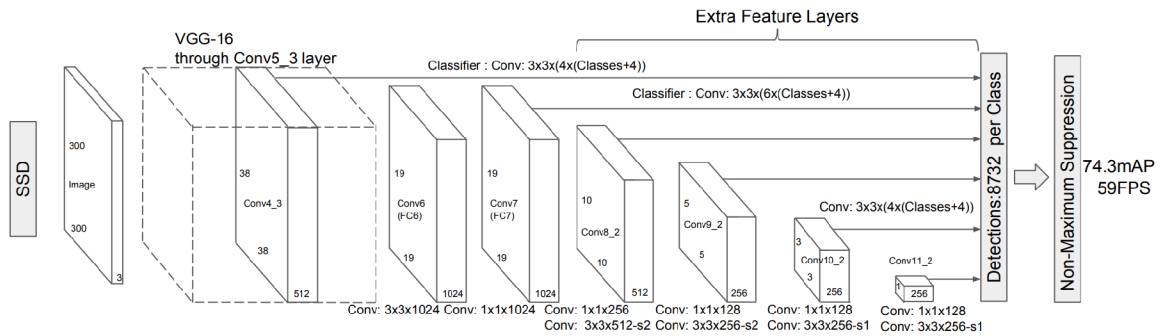 Extra Feature Layers
VGG-16
through Conv5_3 layer
Classifier : Conv: 3x3x(4x(Classes+4))
Classifier : Conv: 3x3x(6x(Classes+4))
SSD
300
Image
300
3
38
Conv4_3
38
512
19
Conv6
(FC6)
19
1024
19
Conv7
(FC7)
19
1024
10
Conv8_2
10
512
5
Conv9_2
5
256
Conv: 3x3x(4x(Classes+4))
3
Conv10_2
3
256
Conv11_2
1
256
Detections:8732 per Class
Non-Maximum Suppression
74.3mAP
59FPS
Conv: 3x3x1024
Conv: 1x1x1024
Conv: 1x1x256
Conv: 3x3x512-s2
Conv: 1x1x128
Conv: 3x3x256-s2
Conv: 1x1x128
Conv: 3x3x256-s1
Conv: 1x1x128
Conv: 3x3x256-s1